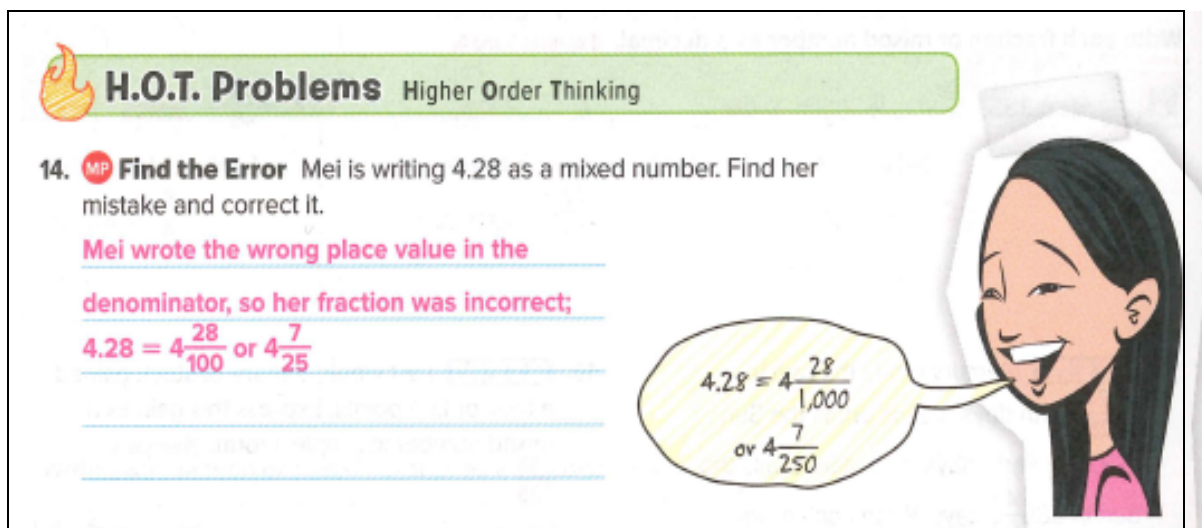 H.O.T. Problems Higher Order Thinking
14. MP Find the Error Mei is writing 4.28 as a mixed number. Find her
mistake and correct it.
Mei wrote the wrong place value in the
denominator, so her fraction was incorrect;
4.28 = 4 28/100 or 4 7/25
4.28 = 4 28/1,000
or 4 7/250